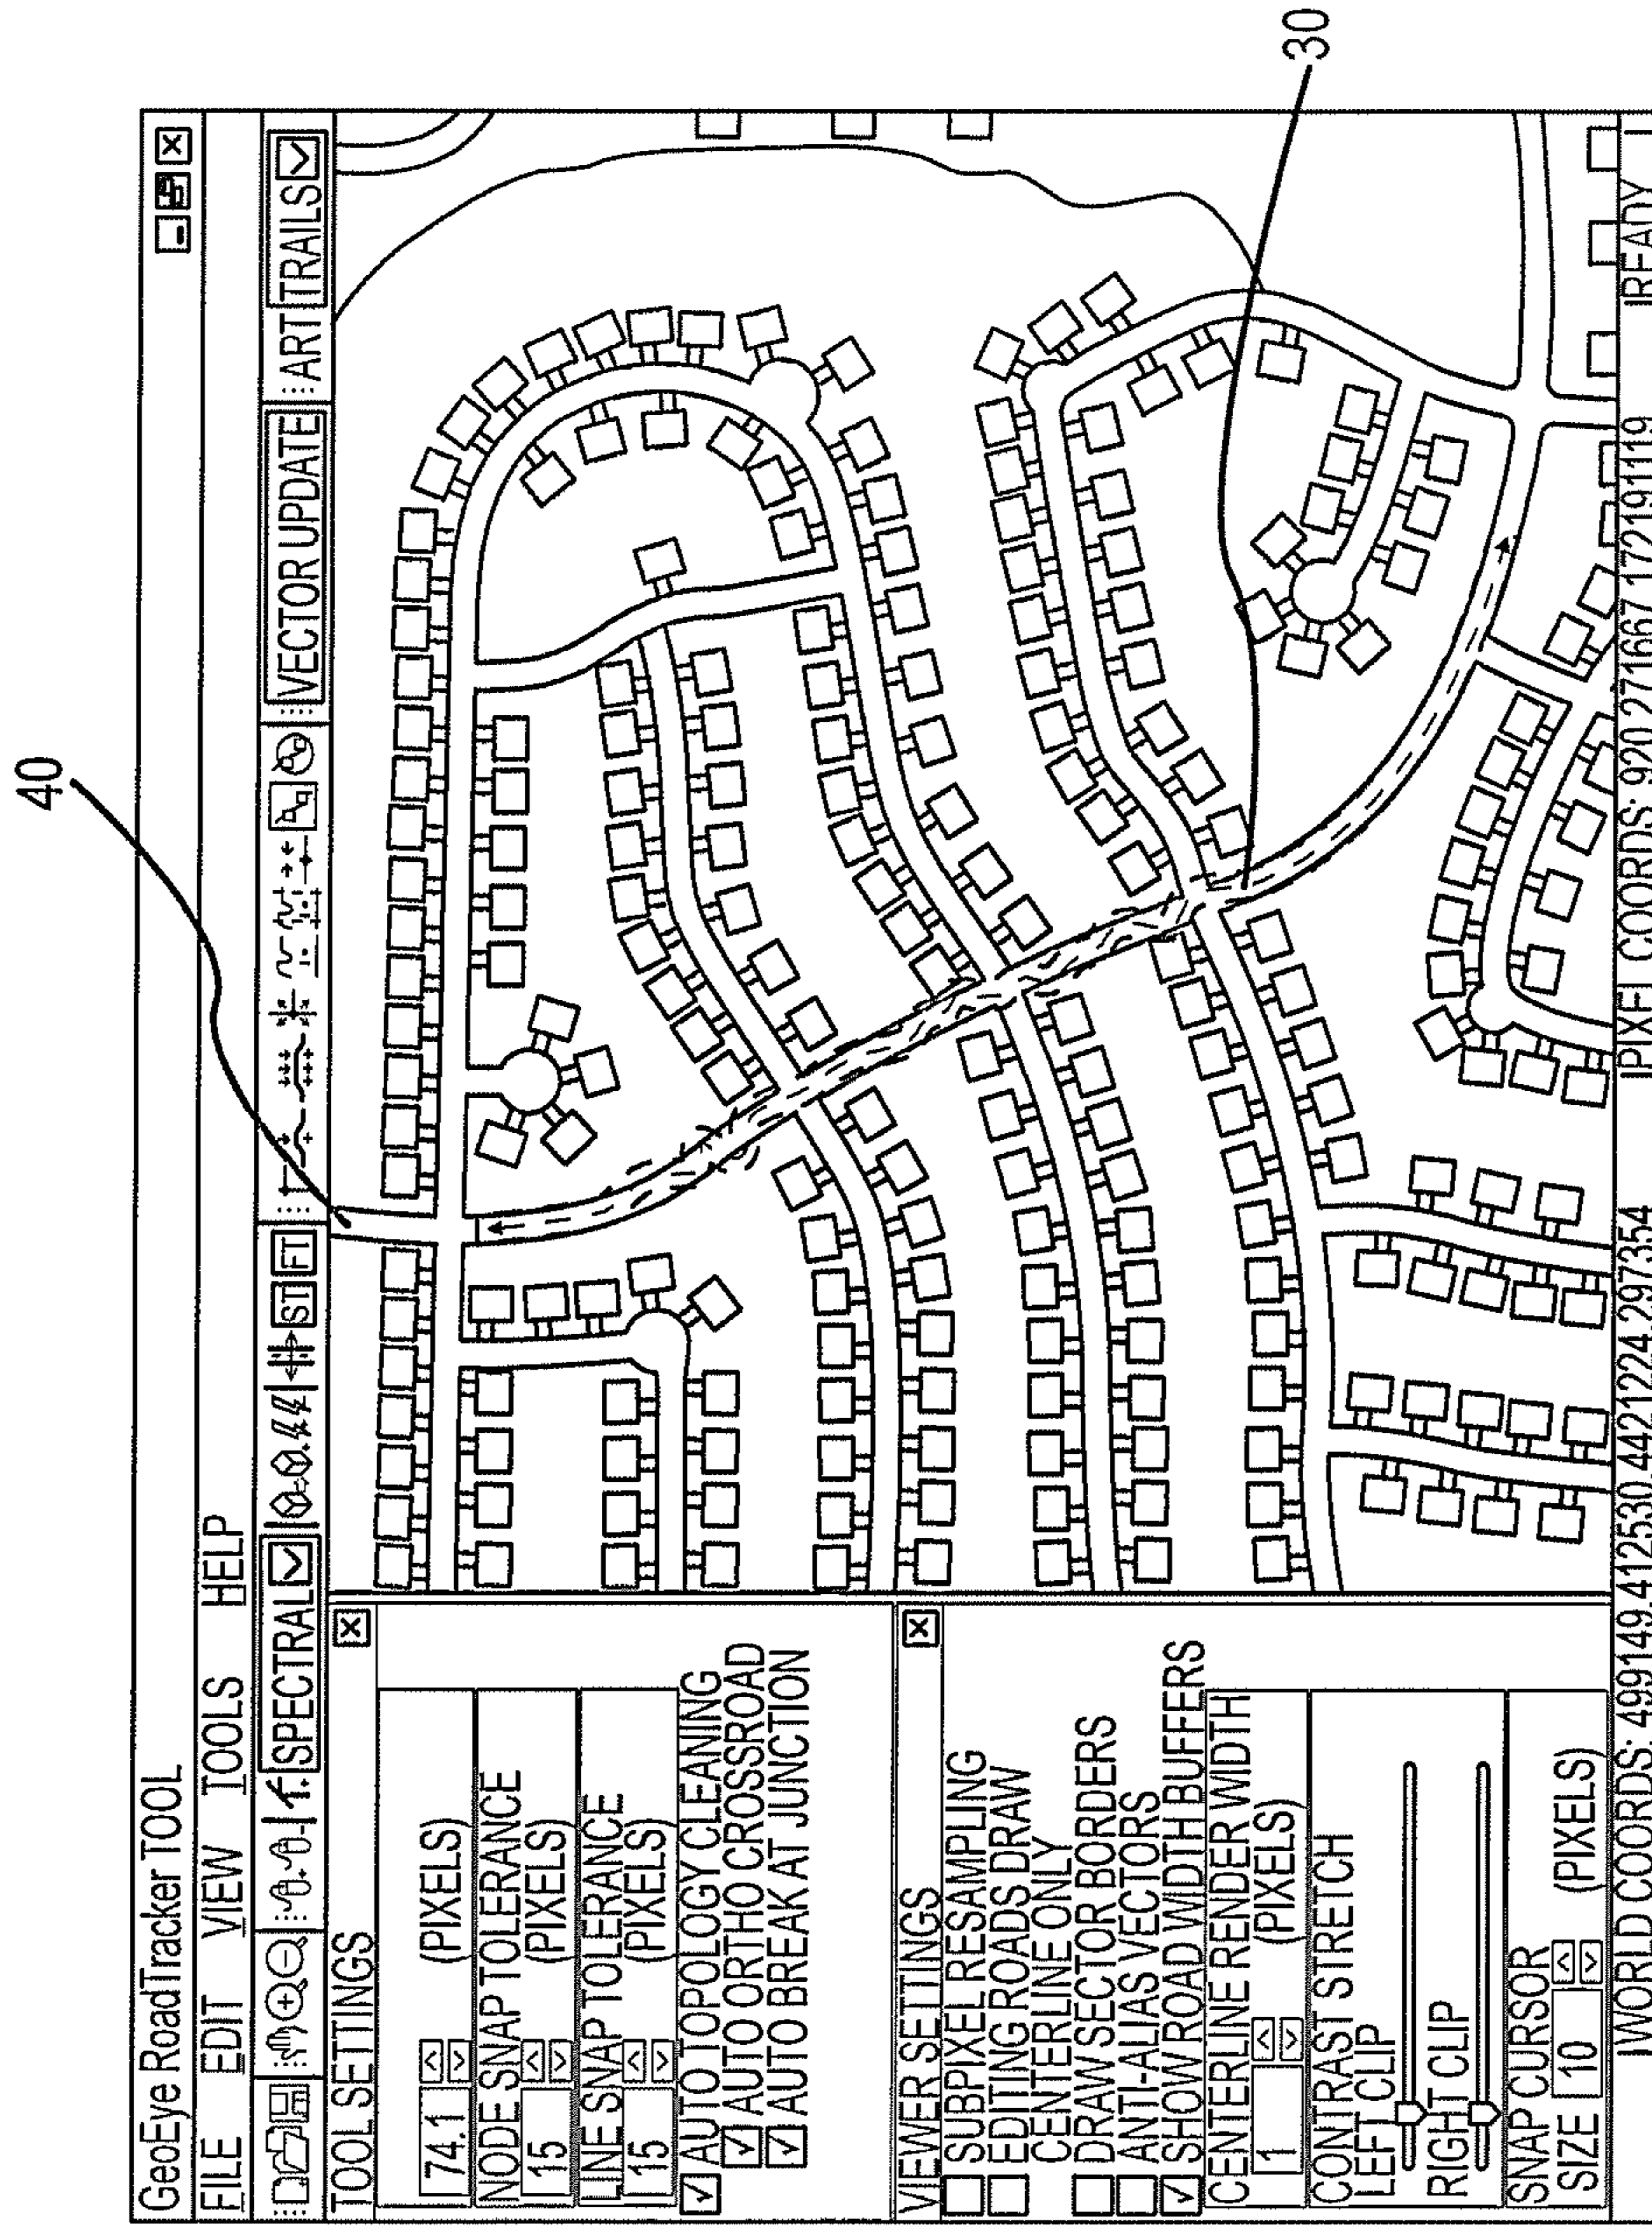 40
30
GeoEye RoadTracker TOOL
FILE EDIT VIEW TOOLS HELP
SPECTRAL ST FT VECTOR UPDATE ART TRAILS
TOOL SETTINGS
74.1 (PIXELS)
NODE SNAP TOLERANCE
15 (PIXELS)
LINE SNAP TOLERANCE
15 (PIXELS)
AUTO TOPOLOGY CLEANING
AUTO ORTHO CROSSROAD
AUTO BREAK AT JUNCTION
VIEWER SETTINGS
SUBPIXEL RESAMPLING
EDITING ROADS DRAW
CENTERLINE ONLY
DRAW SECTOR BORDERS
ANTI-ALIAS VECTORS
SHOW ROAD WIDTH BUFFERS
CENTERLINE RENDER WIDTH
1 (PIXELS)
CONTRAST STRETCH
LEFT CLIP
RIGHT CLIP
SNAP CURSOR
SIZE 10 (PIXELS)
WORLD COORDS: 499149.412530,4421224.297354 PIXEL COORDS: 920.271667,1721.91119 READY